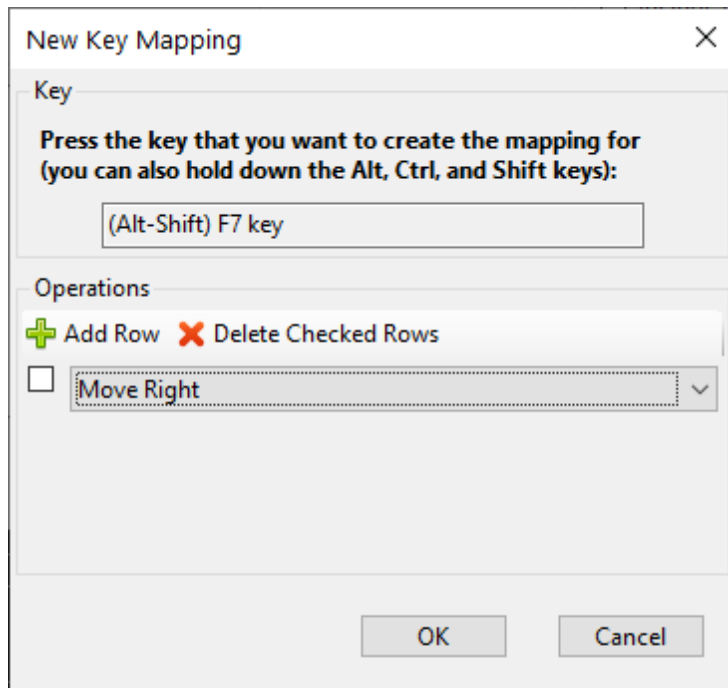 New Key Mapping
Key
Press the key that you want to create the mapping for
(you can also hold down the Alt, Ctrl, and Shift keys):
(Alt-Shift) F7 key
Operations
Add Row Delete Checked Rows
Move Right
OK Cancel